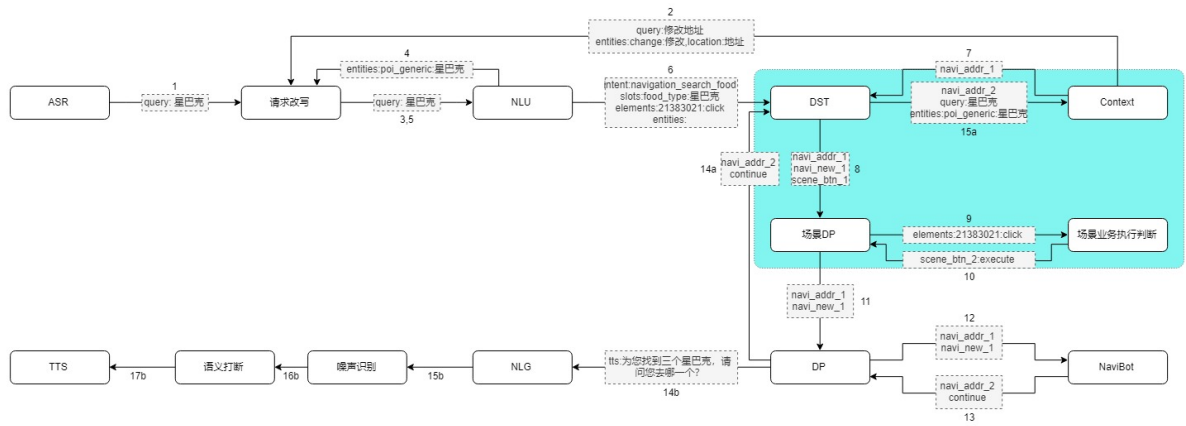 2
query:修改地址
entities:change:修改,location:地址
4
entities:poi_generic:星巴克
7
navi_addr_1
1
6
ASR
query: 星巴克
请求改写
query: 星巴克
3,5
NLU
intent:navigation_search_food
slots:food_type:星巴克
elements:21383021:click
entities:
DST
navi_addr_2
query:星巴克
entities:poi_generic:星巴克
15a
Context
14a
navi_addr_2
continue
navi_addr_1
navi_new_1
scene_btn_1
8
场景DP
9
elements:21383021:click
scene_btn_2:execute
10
场景业务执行判断
navi_addr_1
navi_new_1
11
12
navi_addr_1
navi_new_1
TTS
17b
语义打断
16b
噪声识别
15b
NLG
tts:为您找到三个星巴克，请
问您去哪一个?
14b
DP
navi_addr_2
continue
13
NaviBot